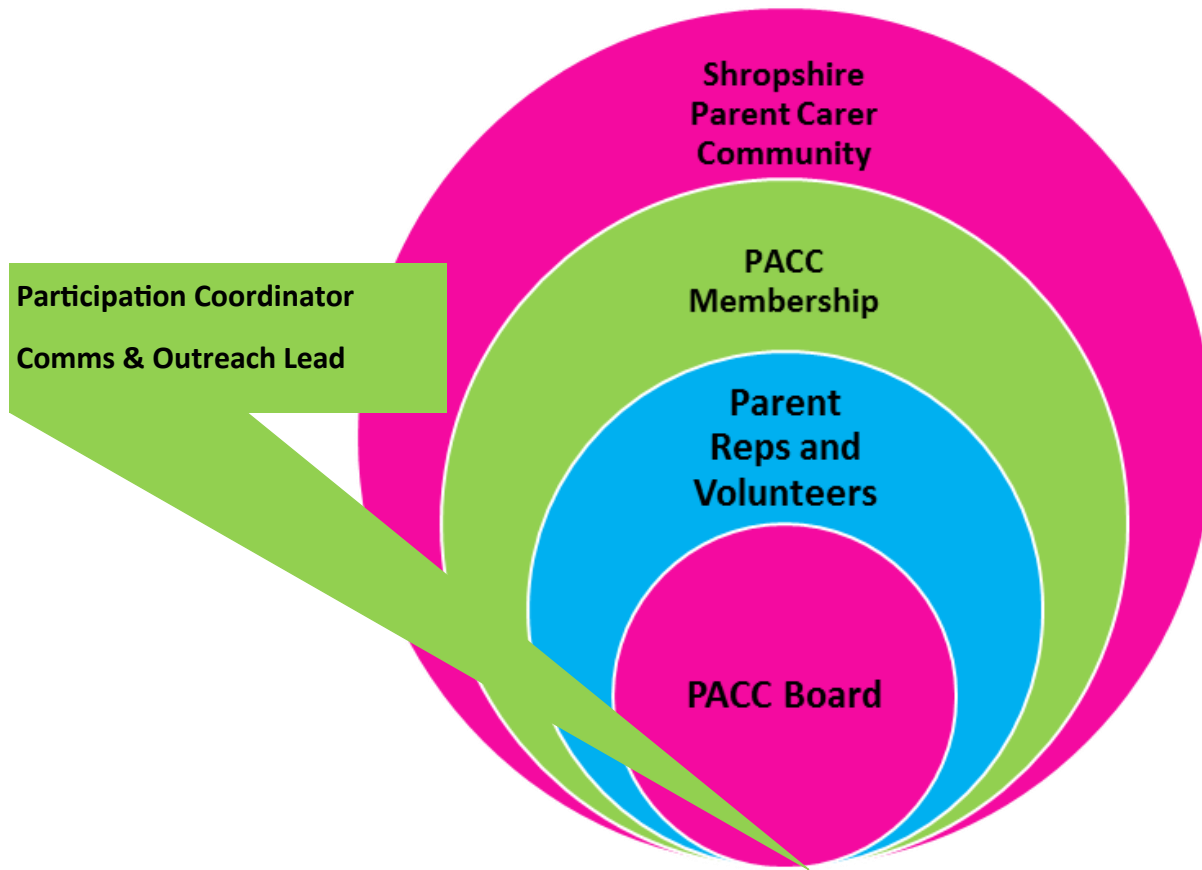 Shropshire
Parent Carer
Community
PACC
Membership
Participation Coordinator
Comms & Outreach Lead
Parent
Reps and
Volunteers
PACC Board